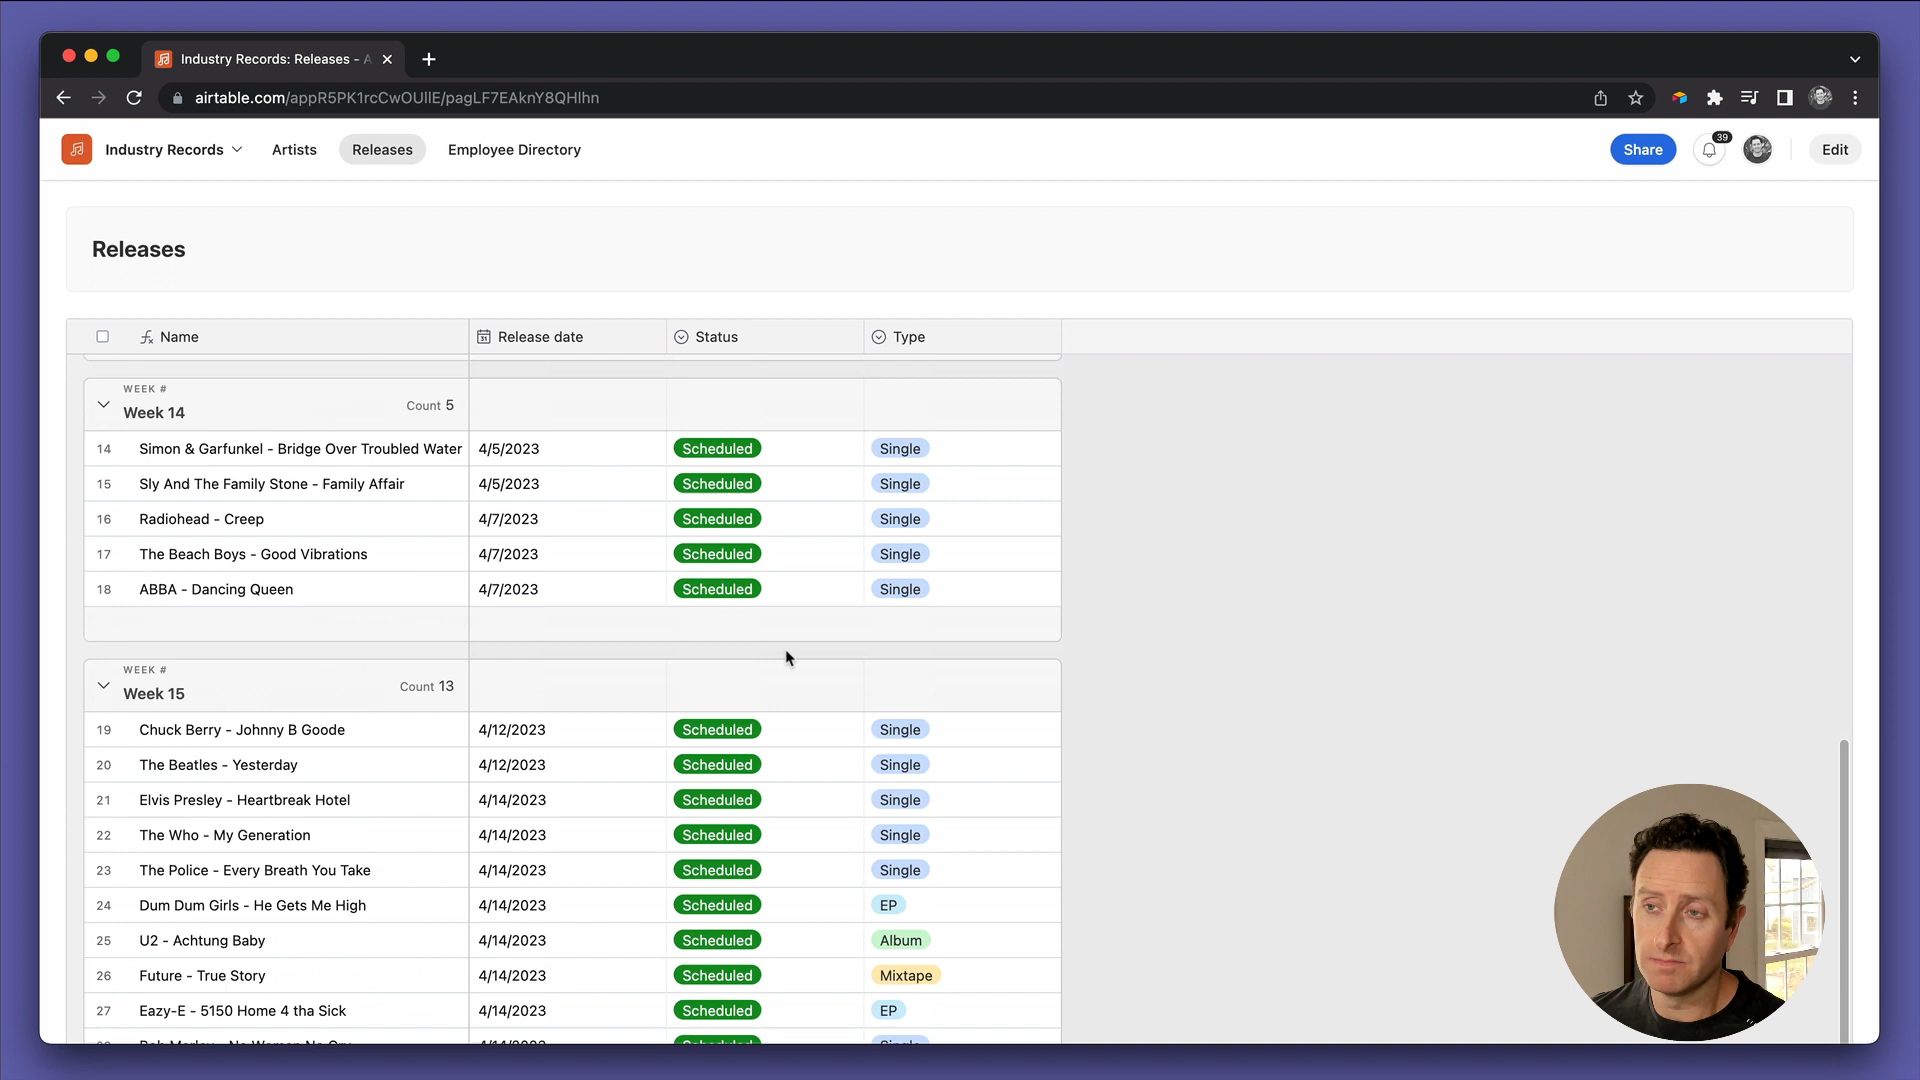 Industry Records: Releases - A
airtable.com/appR5PK1rcCwOUIlE/pagLF7EAknY8QHIhn
Industry Records
Artists
Releases
Employee Directory
Share
39
Edit
Releases
Name
Release date
Status
Type
WEEK #
Week 14
Count 5
14 Simon & Garfunkel - Bridge Over Troubled Water 4/5/2023 Scheduled Single
15 Sly And The Family Stone - Family Affair 4/5/2023 Scheduled Single
16 Radiohead - Creep 4/7/2023 Scheduled Single
17 The Beach Boys - Good Vibrations 4/7/2023 Scheduled Single
18 ABBA - Dancing Queen 4/7/2023 Scheduled Single
WEEK #
Week 15
Count 13
19 Chuck Berry - Johnny B Goode 4/12/2023 Scheduled Single
20 The Beatles - Yesterday 4/12/2023 Scheduled Single
21 Elvis Presley - Heartbreak Hotel 4/14/2023 Scheduled Single
22 The Who - My Generation 4/14/2023 Scheduled Single
23 The Police - Every Breath You Take 4/14/2023 Scheduled Single
24 Dum Dum Girls - He Gets Me High 4/14/2023 Scheduled EP
25 U2 - Achtung Baby 4/14/2023 Scheduled Album
26 Future - True Story 4/14/2023 Scheduled Mixtape
27 Eazy-E - 5150 Home 4 tha Sick 4/14/2023 Scheduled EP